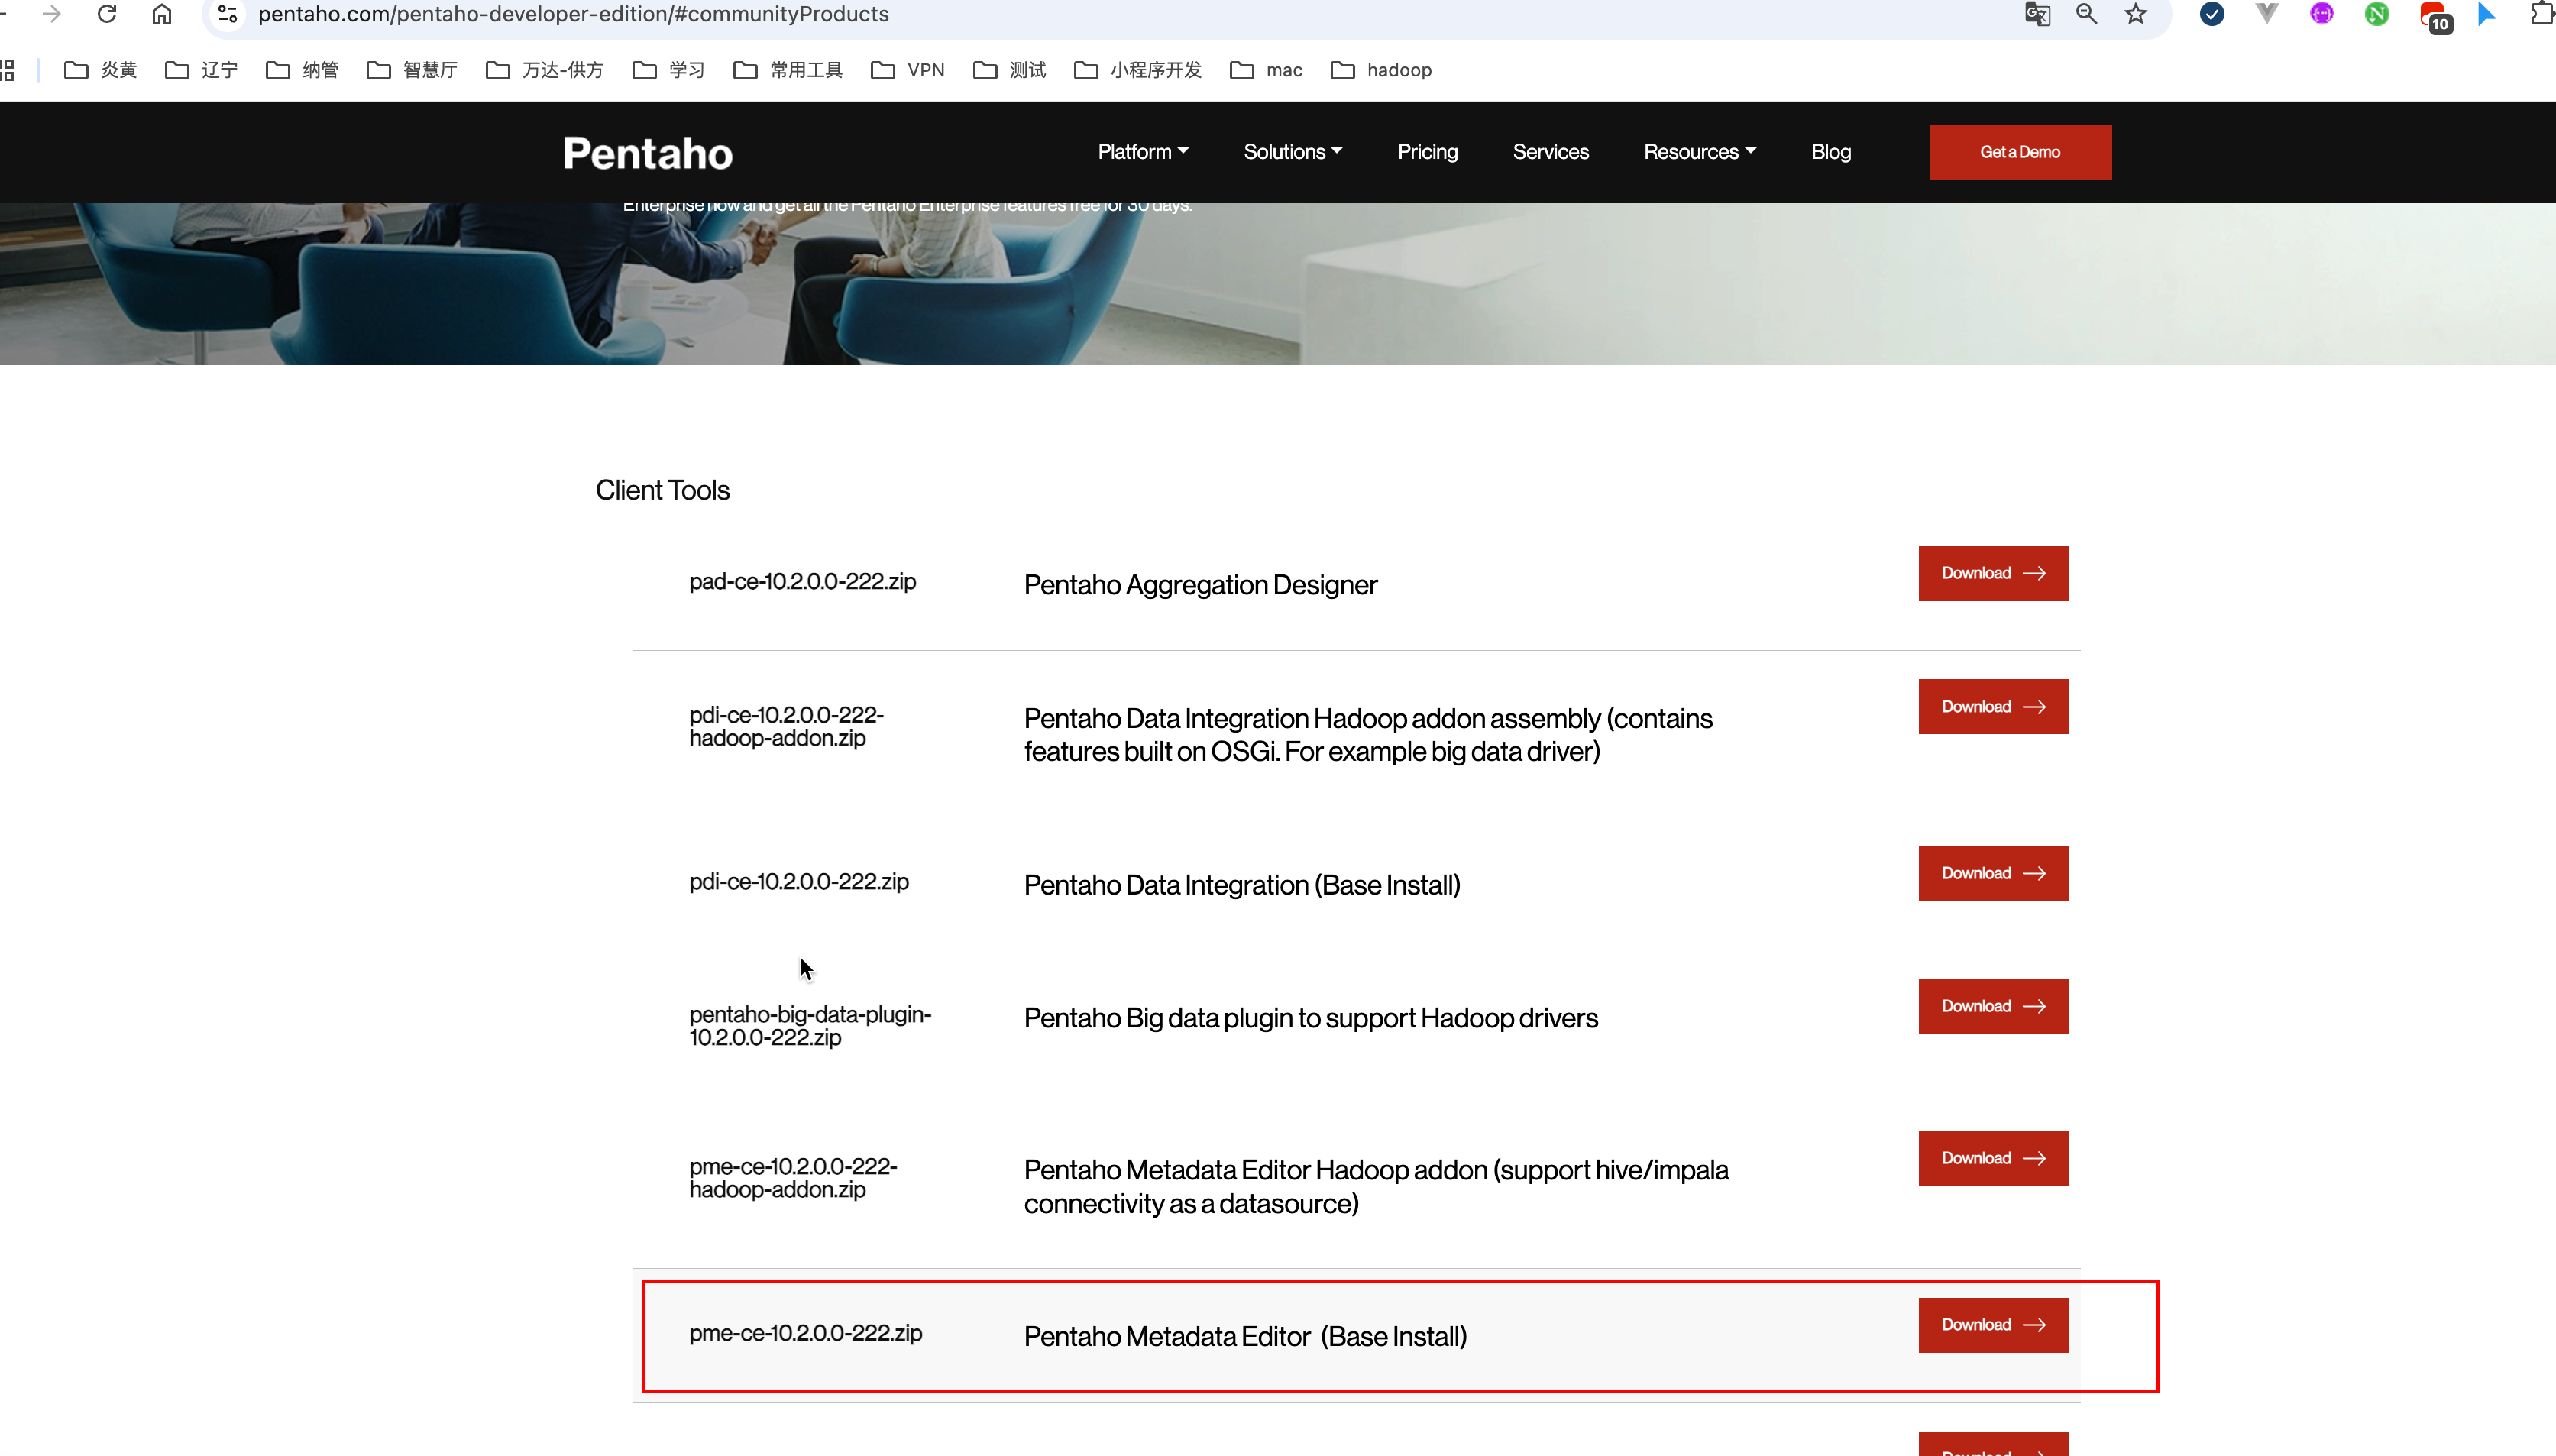 pentaho.com/pentaho-developer-edition/#communityProducts
10
炎黄 辽宁 纳管 智慧厅 万达-供方 学习 常用工具 VPN 测试 小程序开发 mac hadoop
Pentaho Platform Solutions Pricing Services Resources Blog Get a Demo
Enterprise now and get all the Pentaho Enterprise features free for 30 days.
Client Tools
pad-ce-10.2.0.0-222.zip Pentaho Aggregation Designer Download
pdi-ce-10.2.0.0-222-
hadoop-addon.zip
Pentaho Data Integration Hadoop addon assembly (contains
features built on OSGi. For example big data driver)
Download
pdi-ce-10.2.0.0-222.zip Pentaho Data Integration (Base Install) Download
pentaho-big-data-plugin-
10.2.0.0-222.zip
Pentaho Big data plugin to support Hadoop drivers
Download
pme-ce-10.2.0.0-222-
hadoop-addon.zip
Pentaho Metadata Editor Hadoop addon (support hive/impala
connectivity as a datasource)
Download
pme-ce-10.2.0.0-222.zip Pentaho Metadata Editor (Base Install) Download
Download